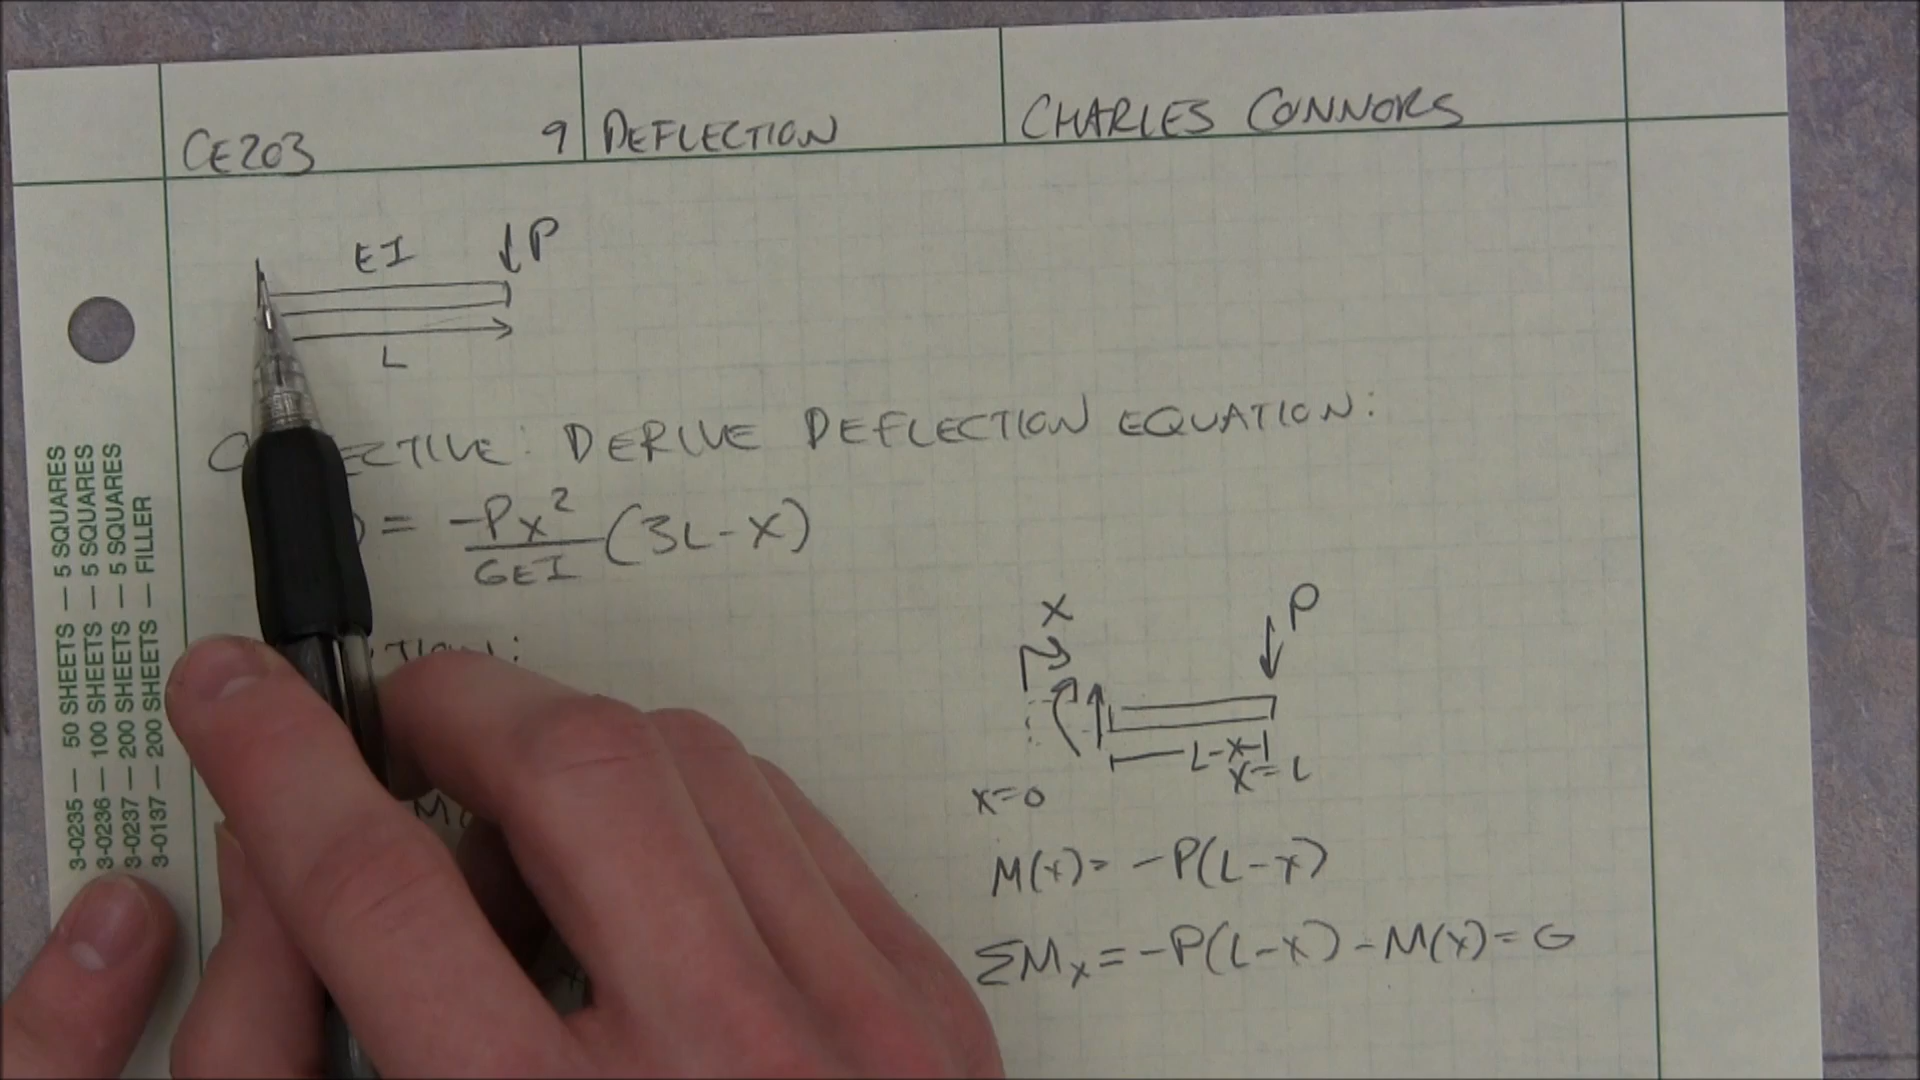 CE203 9 DEFLECTION CHARLES CONNORS
EI ↓P
L
ECTIVE: DERIVE DEFLECTION EQUATION:
= -Px²/6EI (3L-X)
TION:
X P
L-x
x=0 x=L
M(x)= -P(L-x)
ΣMx = -P(L-x) - M(x) = 0
3-0235 — 50 SHEETS — 5 SQUARES
3-0236 — 100 SHEETS — 5 SQUARES
3-0237 — 200 SHEETS — 5 SQUARES
3-0137 — 200 SHEETS — FILLER